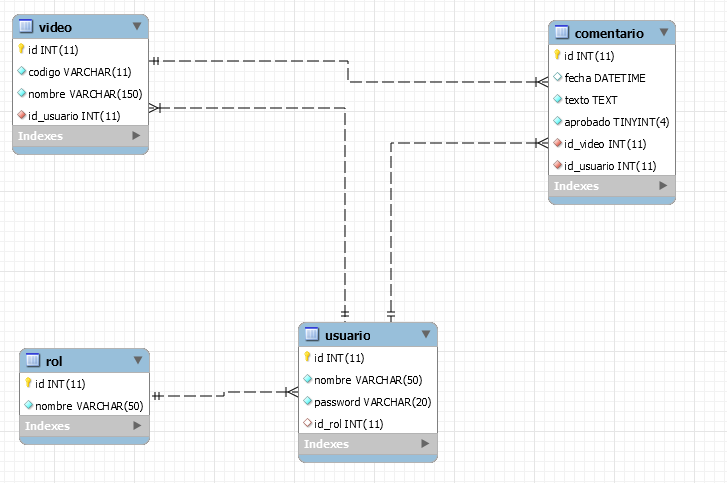 video
id INT(11)
codigo VARCHAR(11)
nombre VARCHAR(150)
id_usuario INT(11)
Indexes
comentario
id INT(11)
fecha DATETIME
texto TEXT
aprobado TINYINT(4)
id_video INT(11)
id_usuario INT(11)
Indexes
rol
id INT(11)
nombre VARCHAR(50)
Indexes
usuario
id INT(11)
nombre VARCHAR(50)
password VARCHAR(20)
id_rol INT(11)
Indexes